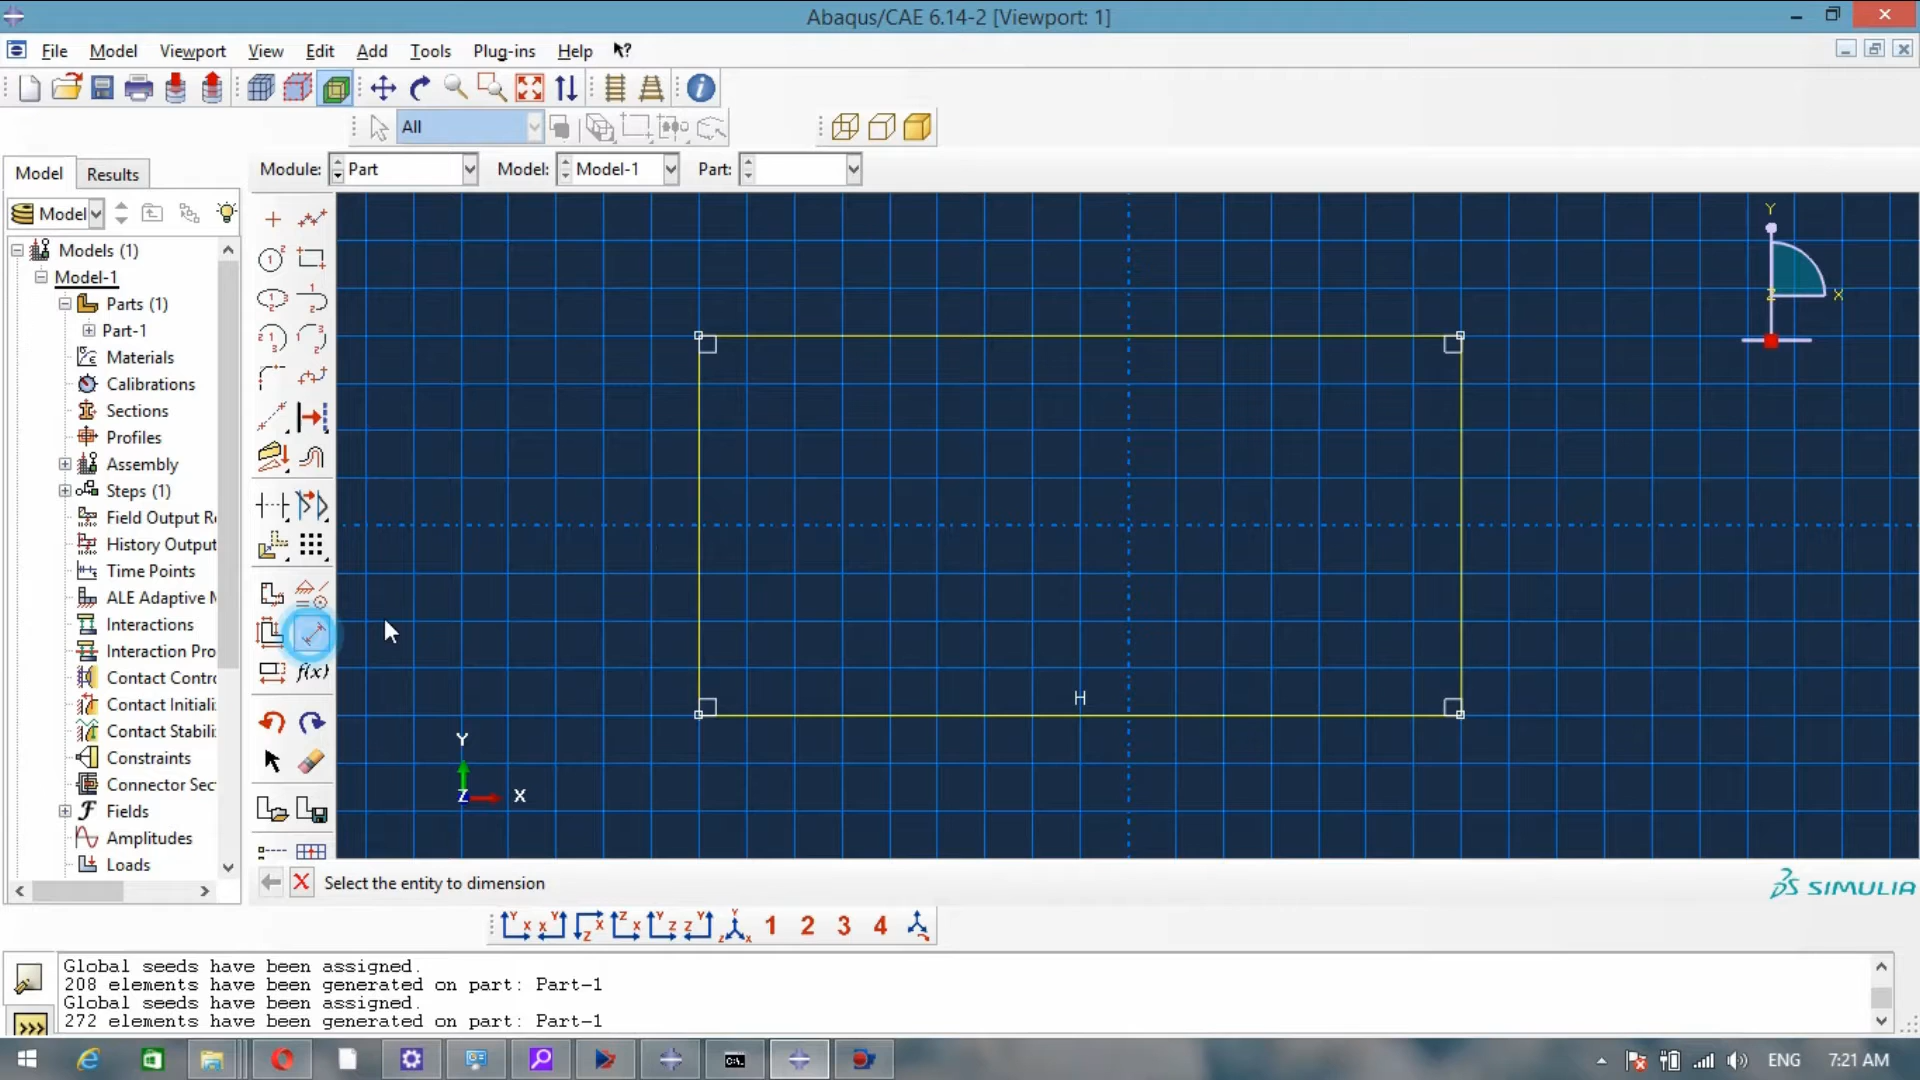 Abaqus/CAE 6.14-2 [Viewport: 1]
File Model Viewport View Edit Add Tools Plug-ins Help
All
Module: Part Model: Model-1 Part:
Model Results
Model
Models (1)
Model-1
Parts (1)
Part-1
Materials
Calibrations
Sections
Profiles
Assembly
Steps (1)
Field Output R
History Output
Time Points
ALE Adaptive M
Interactions
Interaction Pro
Contact Contr
Contact Initiali
Contact Stabili
Constraints
Connector Sec
Fields
Amplitudes
Loads
f(x)
Y
Z X
H
Y
Z X
Select the entity to dimension
SIMULIA
1 2 3 4
Global seeds have been assigned.
208 elements have been generated on part: Part-1
Global seeds have been assigned.
272 elements have been generated on part: Part-1
>>>
ENG 7:21 AM